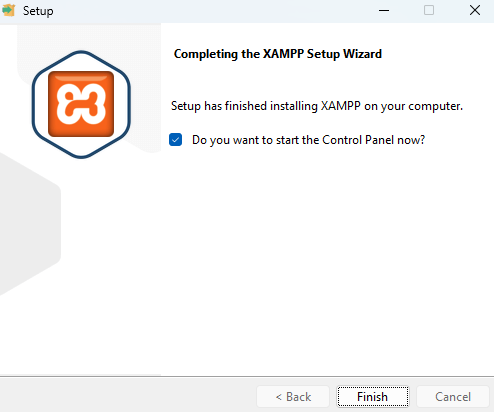 Setup
Completing the XAMPP Setup Wizard
Setup has finished installing XAMPP on your computer.
Do you want to start the Control Panel now?
< Back
Finish
Cancel